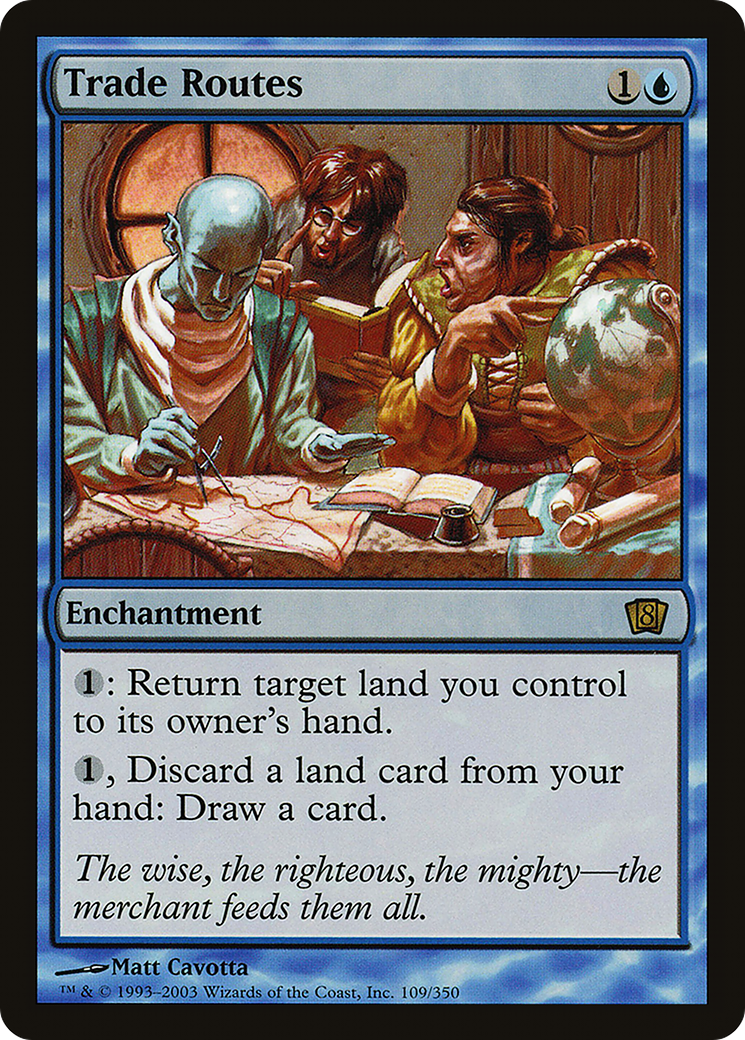 Trade Routes 1
Enchantment 8
1: Return target land you control
to its owner's hand.
1, Discard a land card from your
hand: Draw a card.
The wise, the righteous, the mighty—the
merchant feeds them all.
Matt Cavotta
™ & © 1993–2003 Wizards of the Coast, Inc. 109/350